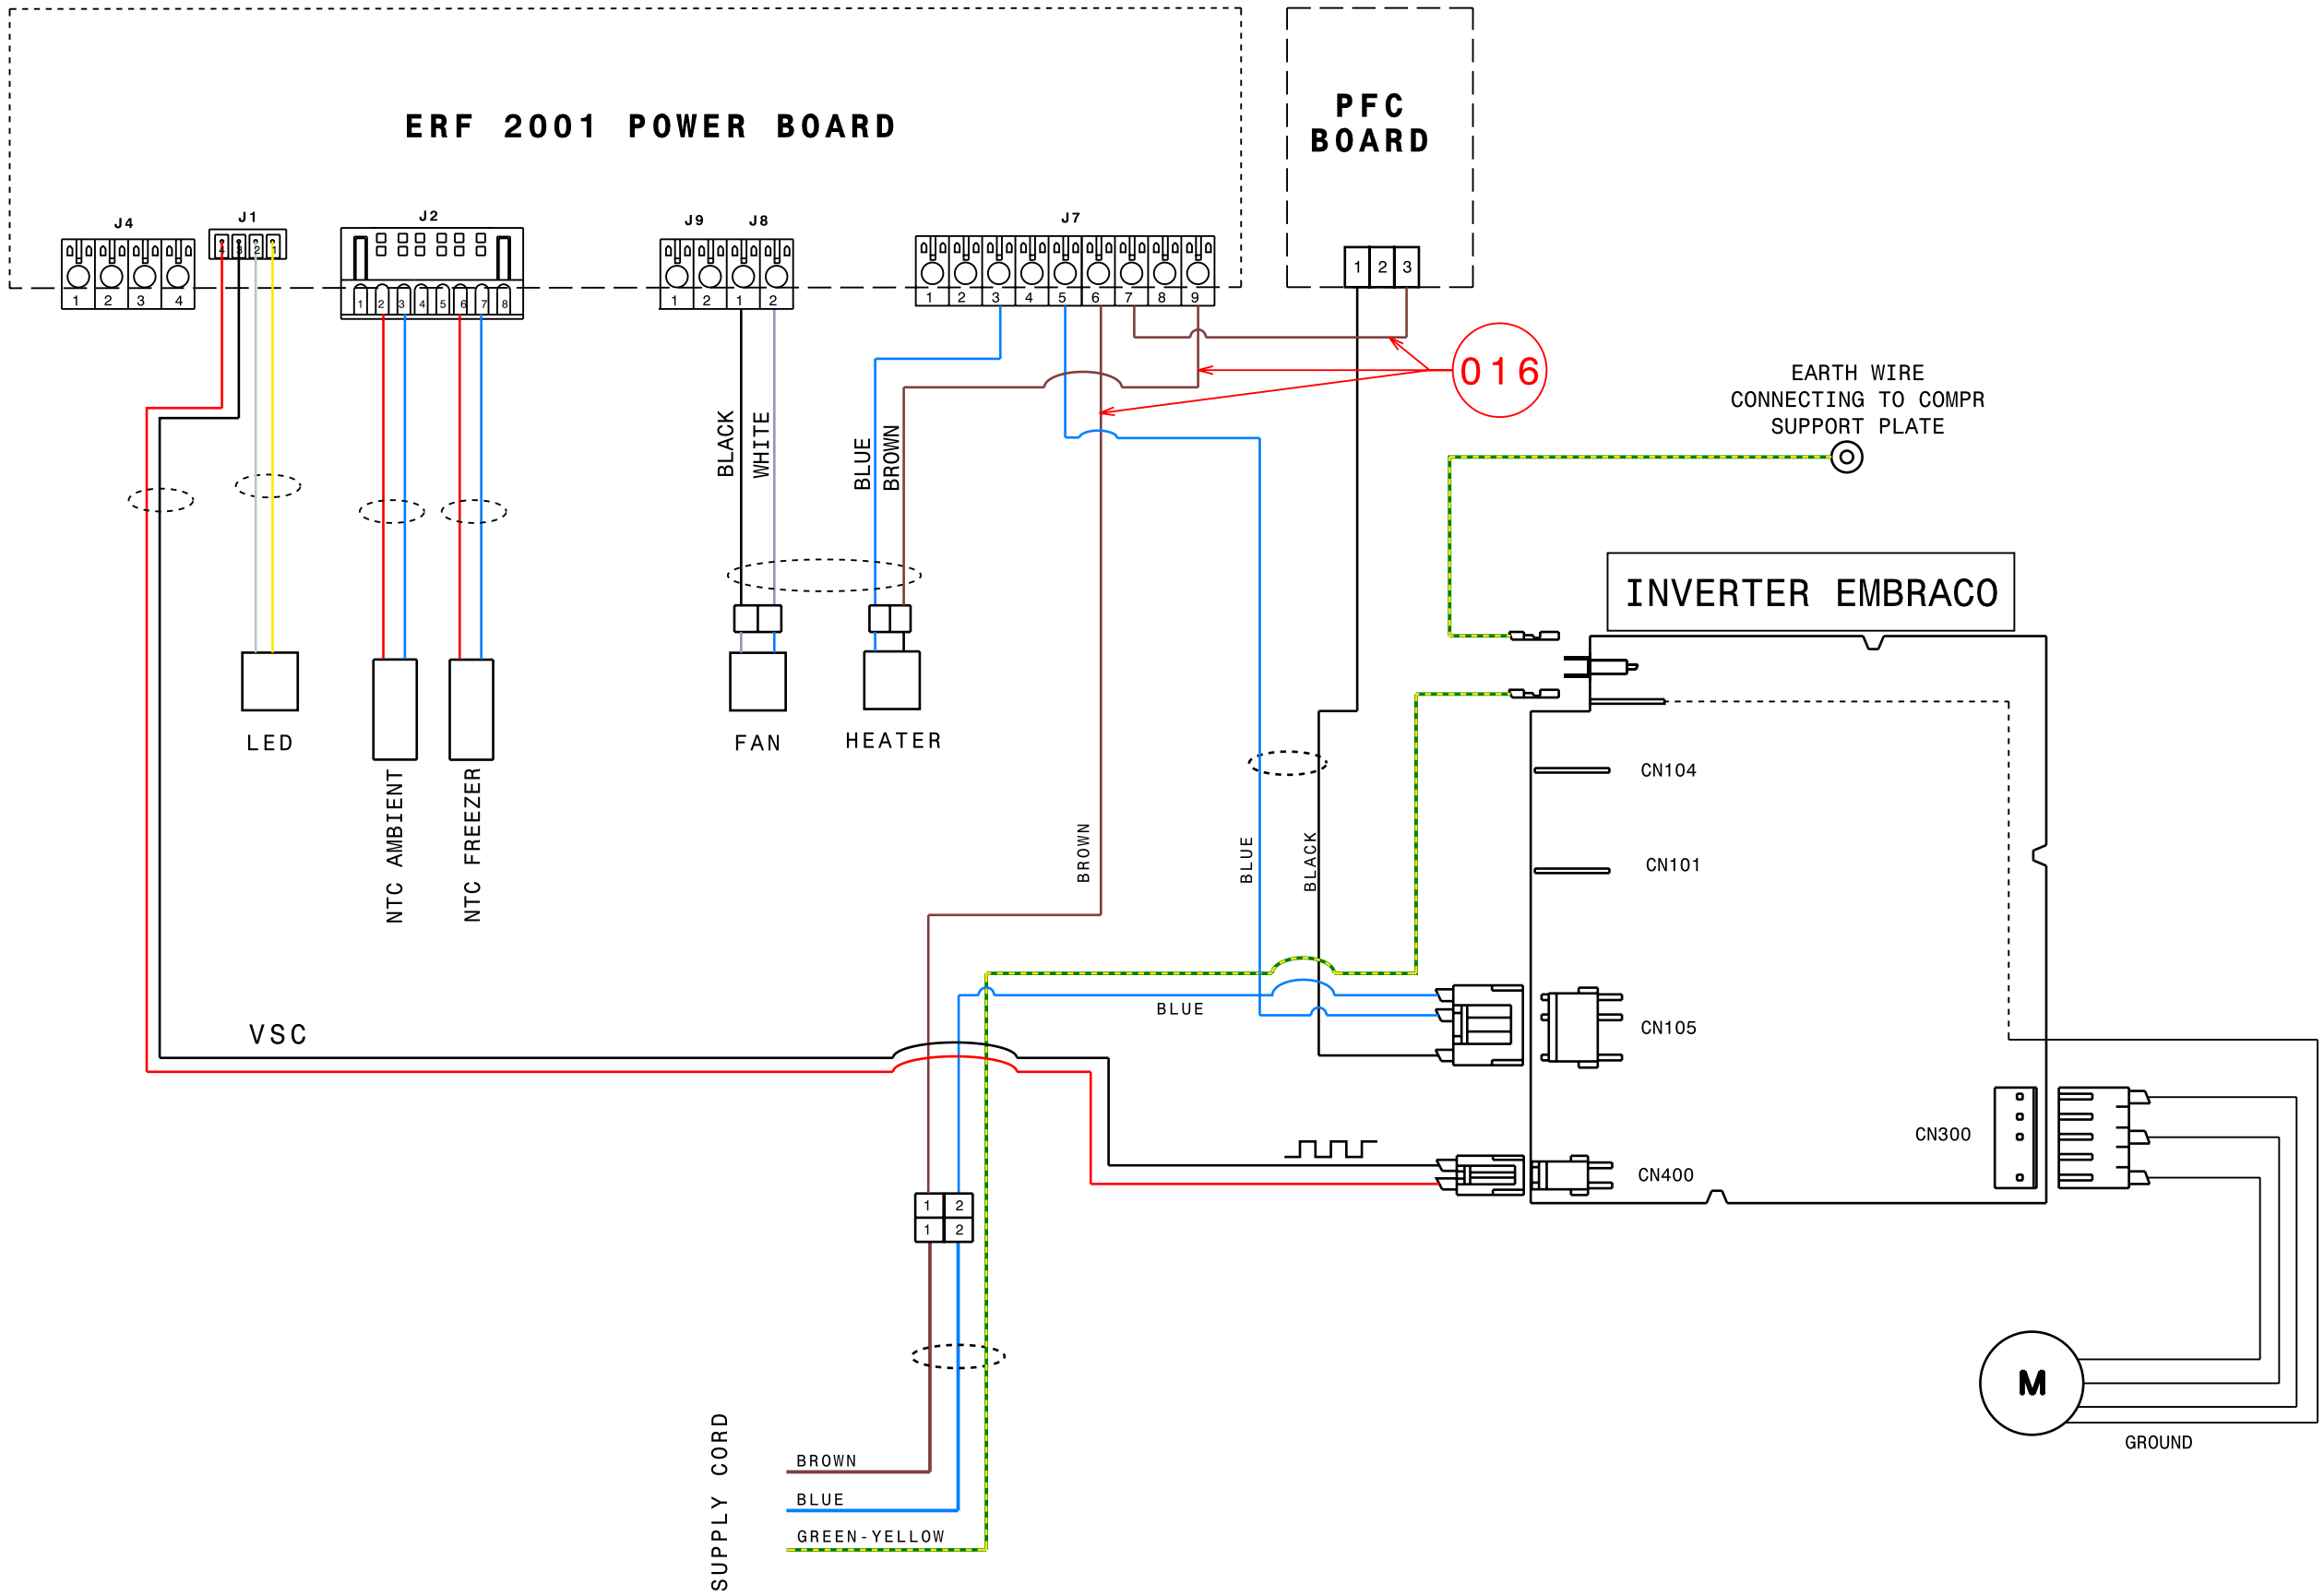 ERF 2001 POWER BOARD
PFC
BOARD
J4
J1
J2
J9
J8
J7
4 3 2 1
1 2 3 4
1 2 3 4 5 6 7 8
1 2 1 2
1 2 3 4 5 6 7 8 9
1 2 3
016
EARTH WIRE
CONNECTING TO COMPR
SUPPORT PLATE
BLACK
WHITE
BLUE
BROWN
INVERTER EMBRACO
LED
NTC AMBIENT
NTC FREEZER
FAN
HEATER
BROWN
BLUE
BLACK
CN104
CN101
BLUE
CN105
VSC
CN300
CN400
1 2
1 2
M
GROUND
SUPPLY CORD
BROWN
BLUE
GREEN-YELLOW